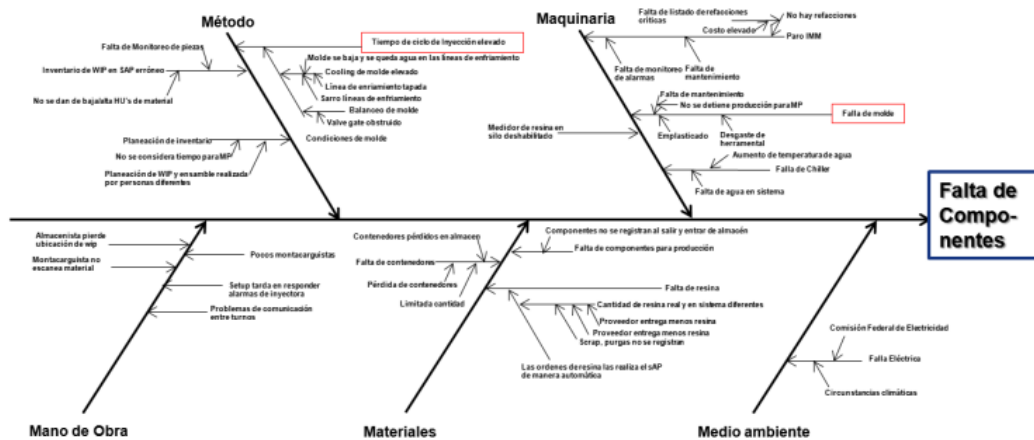 Método
Falta de Monitoreo de piezas
Inventario de WIP en SAP erróneo
No se dan de baja/alta HU's de material
Tiempo de ciclo de Inyección elevado
Molde se baja y se queda agua en las líneas de enfriamiento
Cooling de molde elevado
Línea de enriamiento tapada
Sarro líneas de enfriamiento
Balanceo de molde
Valve gate obstruido
Condiciones de molde
Planeación de inventario
No se considera tiempo para MP
Planeación de WIP y ensamble realizada
por personas diferentes
Maquinaria
Falta de listado de refacciones
críticas
No hay refacciones
Costo elevado
Paro IMM
Falta de monitoreo
de alarmas
Falta de
mantenimiento
Falta de mantenimiento
No se detiene producción para MP
Falla de molde
Emplasticado
Desgaste de
herramental
Medidor de resina en
silo deshabilitado
Aumento de temperatura de agua
Falla de Chiller
Falta de agua en sistema
Falta de
Compo-
nentes
Almacenista pierde
ubicación de wip
Pocos montacarguistas
Montacarguista no
escanea material
Setup tarda en responder
alarmas de inyectora
Problemas de comunicación
entre turnos
Mano de Obra
Contenedores pérdidos en almacen
Falta de contenedores
Pérdida de contenedores
Limitada cantidad
Componentes no se registran al salir y entrar de almacén
Falta de componentes para producción
Falta de resina
Cantidad de resina real y en sistema diferentes
Proveedor entrega menos resina
Proveedor entrega menos resina
Scrap, purgas no se registran
Las ordenes de resina las realiza el sAP
de manera automática
Materiales
Comisión Federal de Electricidad
Falla Eléctrica
Circunstancias climáticas
Medio ambiente